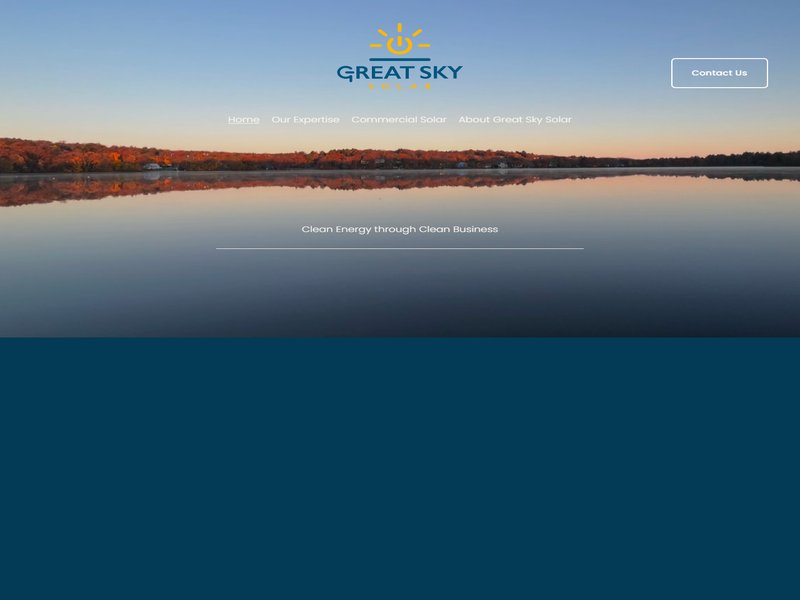 GREAT SKY
SOLAR
Contact Us
Home
Our Expertise
Commercial Solar
About Great Sky Solar
Clean Energy through Clean Business